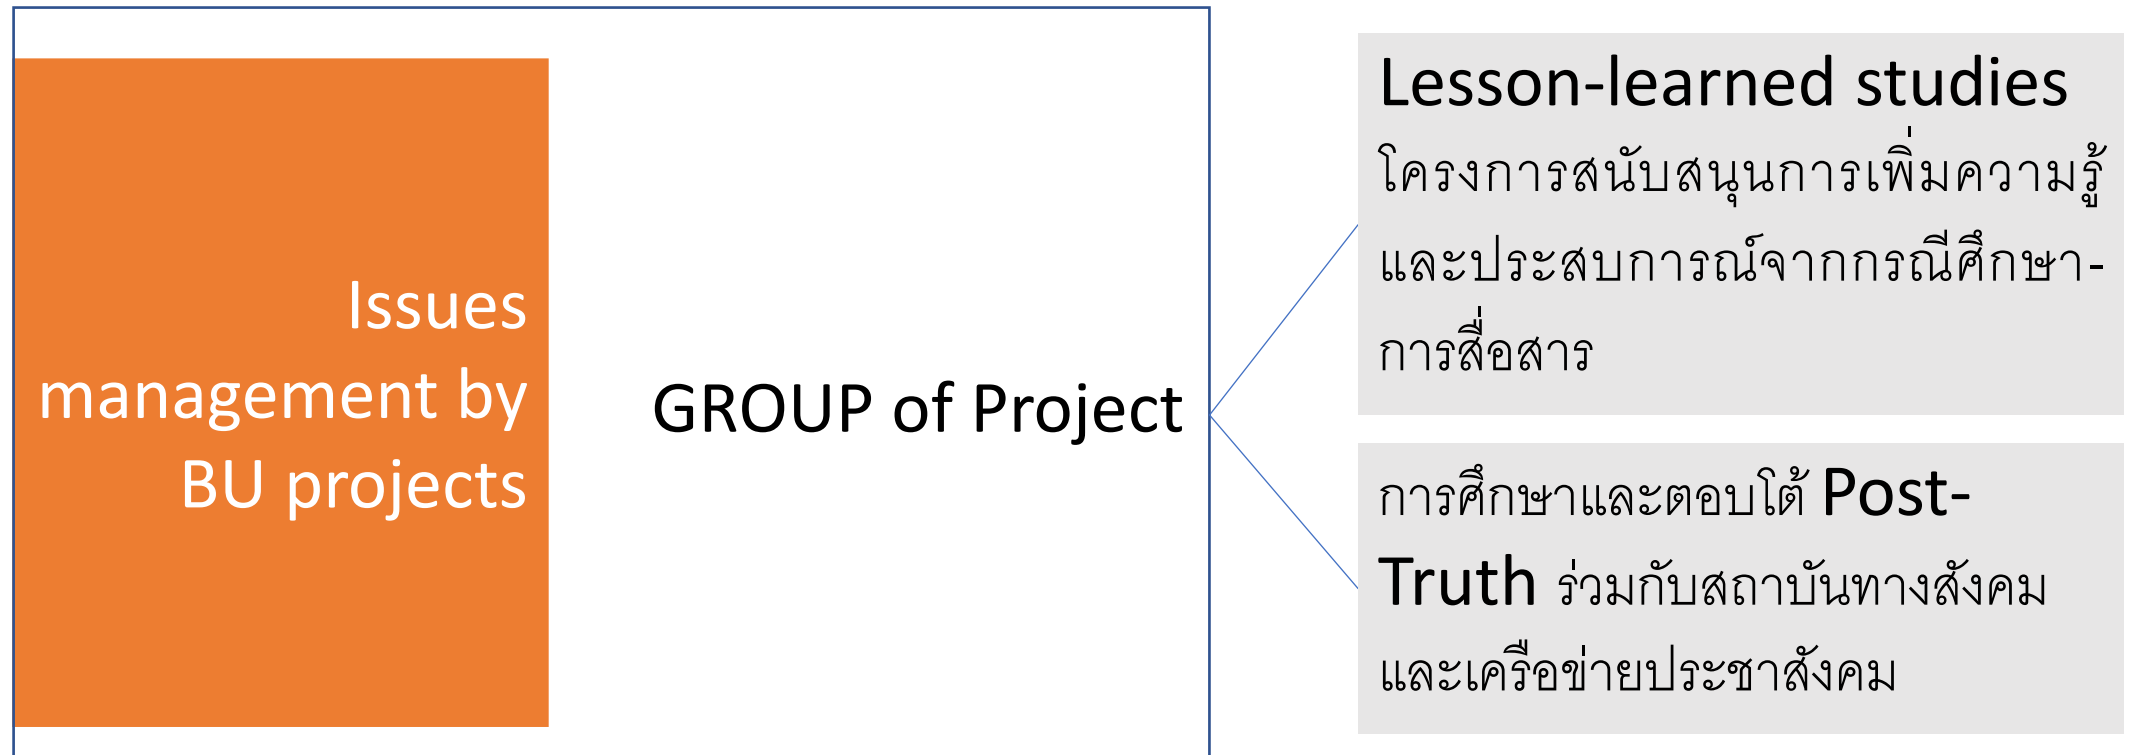 Issues
management by
BU projects
GROUP of Project
Lesson-learned studies
โครงการสนับสนุนการเพิ่มความรู้
และประสบการณ์จากกรณีศึกษา-
การสื่อสาร
การศึกษาและตอบโต้ Post-
Truth ร่วมกับสถาบันทางสังคม
และเครือข่ายประชาสังคม